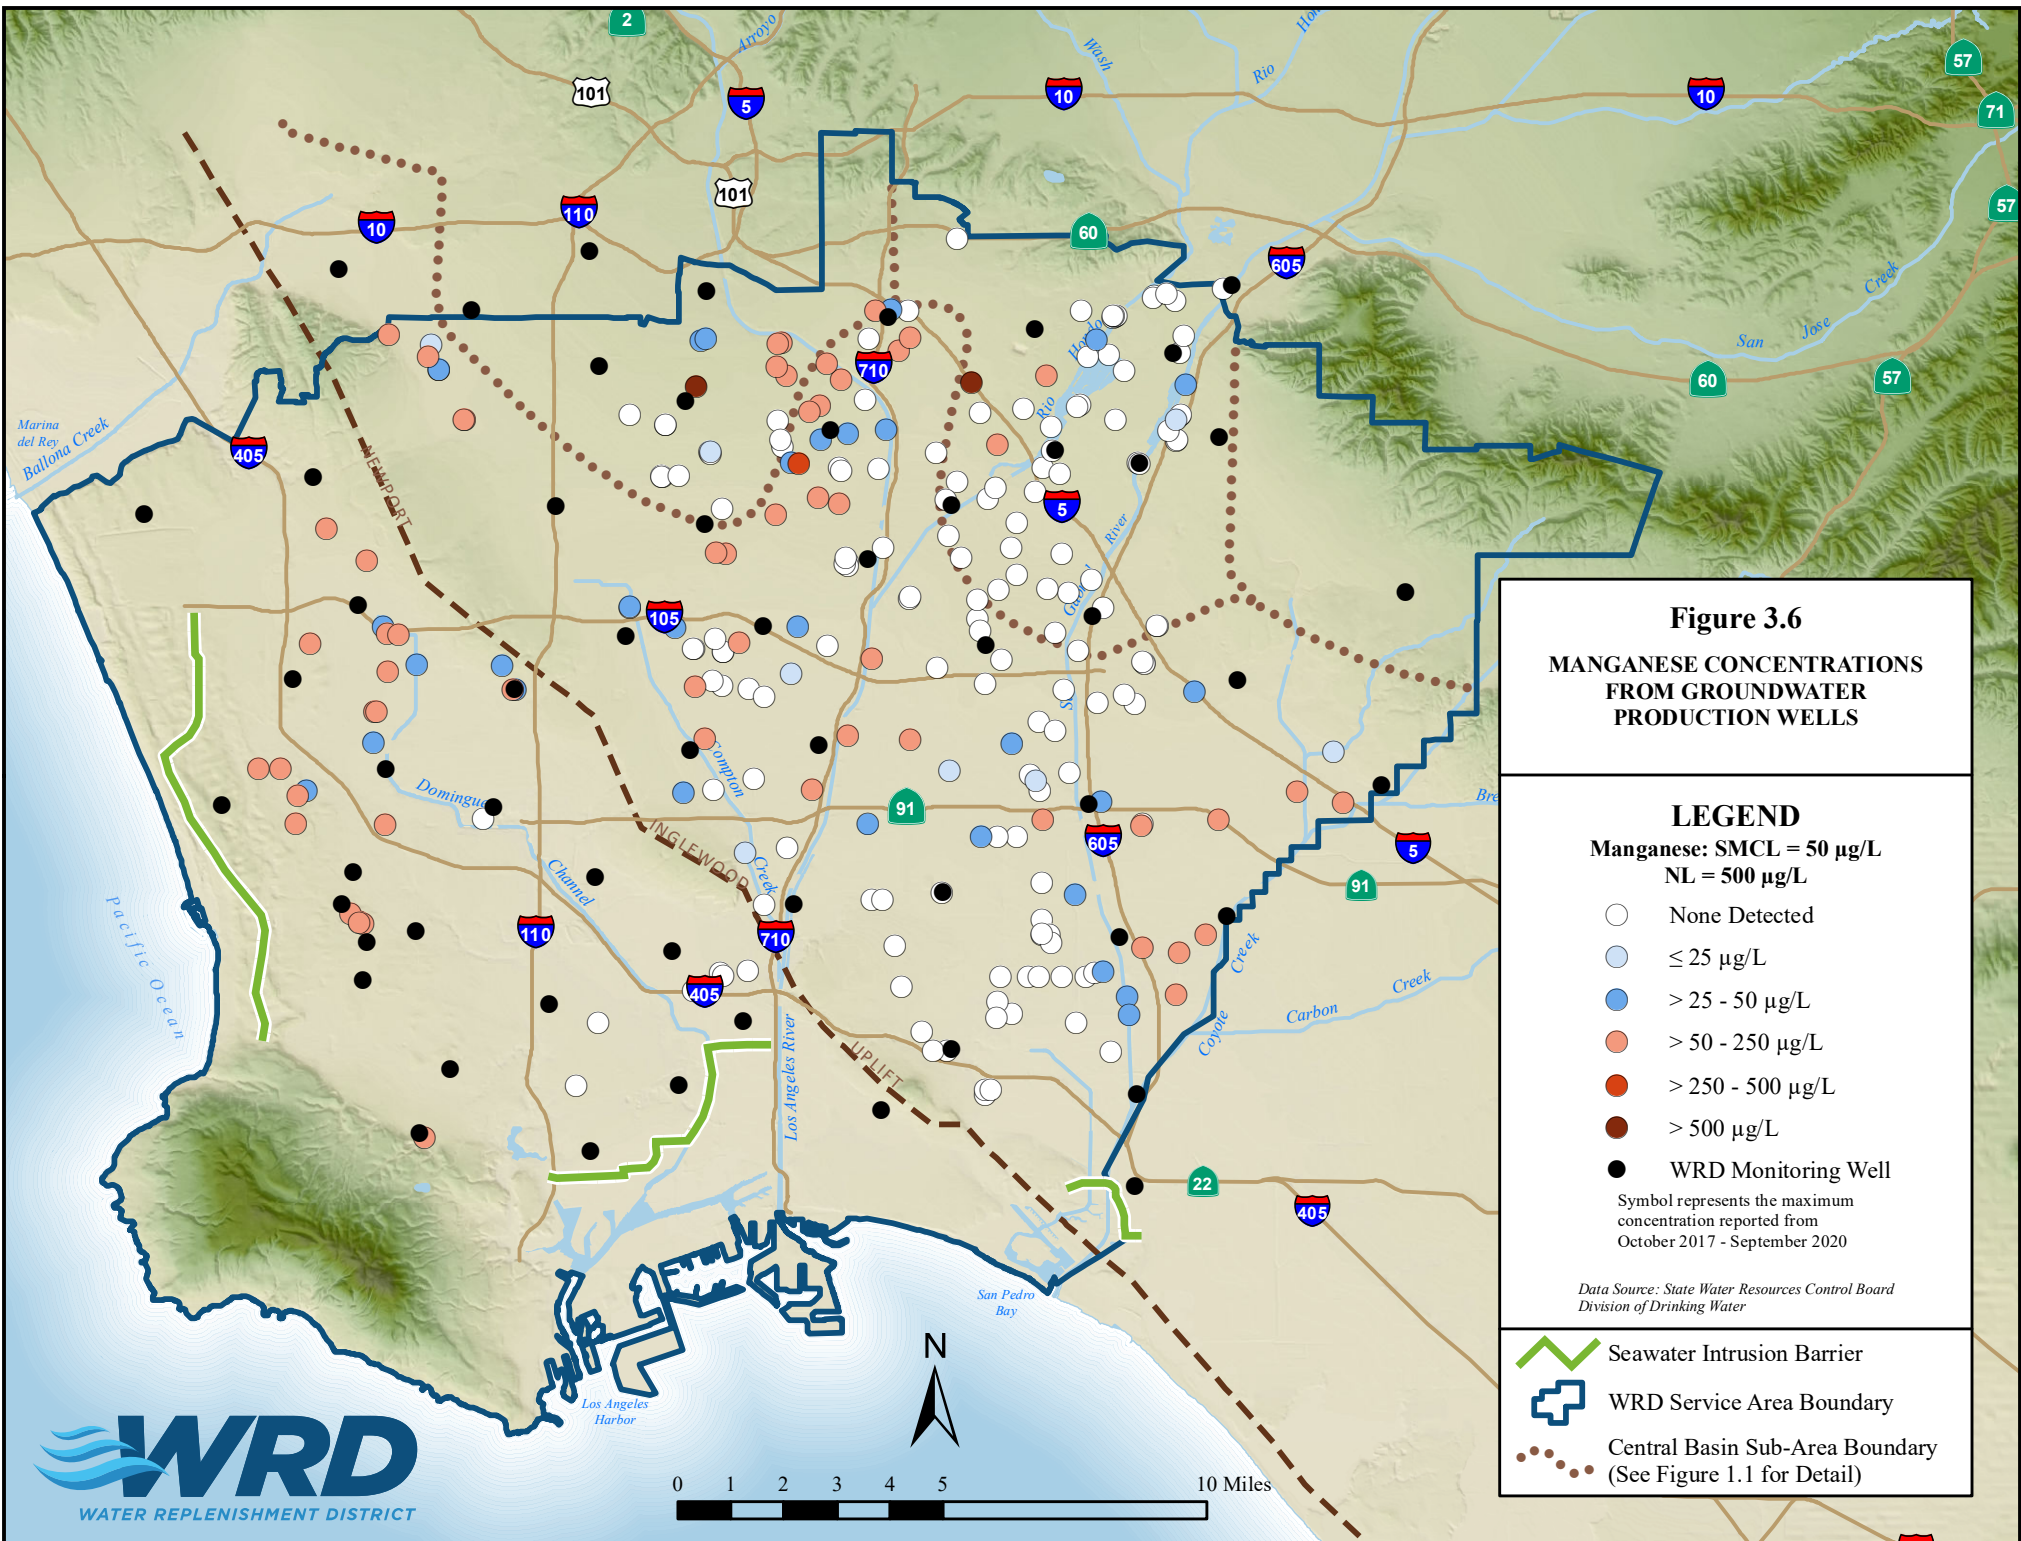 2
Arroyo
Wash
Rio
Hon
57
101
5
10
10
71
101
110
10
60
57
605
Creek
Jose
San
Hondo
710
60
57
Marina
del Rey
Ballona Creek
405
NEWPORT
Rio
5
River
Gabriel
San
105
Figure 3.6
MANGANESE CONCENTRATIONS
FROM GROUNDWATER
PRODUCTION WELLS
Compton
Creek
Dominguez
Channel
91
Bre
INGLEWOOD
605
5
91
LEGEND
Manganese: SMCL = 50 µg/L
NL = 500 µg/L
None Detected
≤ 25 µg/L
> 25 - 50 µg/L
> 50 - 250 µg/L
> 250 - 500 µg/L
> 500 µg/L
WRD Monitoring Well
Symbol represents the maximum
concentration reported from
October 2017 - September 2020
Data Source: State Water Resources Control Board
Division of Drinking Water
Seawater Intrusion Barrier
WRD Service Area Boundary
Central Basin Sub-Area Boundary
(See Figure 1.1 for Detail)
Pacific Ocean
110
710
405
Creek
Coyote
Carbon
Creek
Los Angeles River
UPLIFT
22
405
San Pedro
Bay
Los Angeles
Harbor
N
WRD
WATER REPLENISHMENT DISTRICT
0 1 2 3 4 5 10 Miles